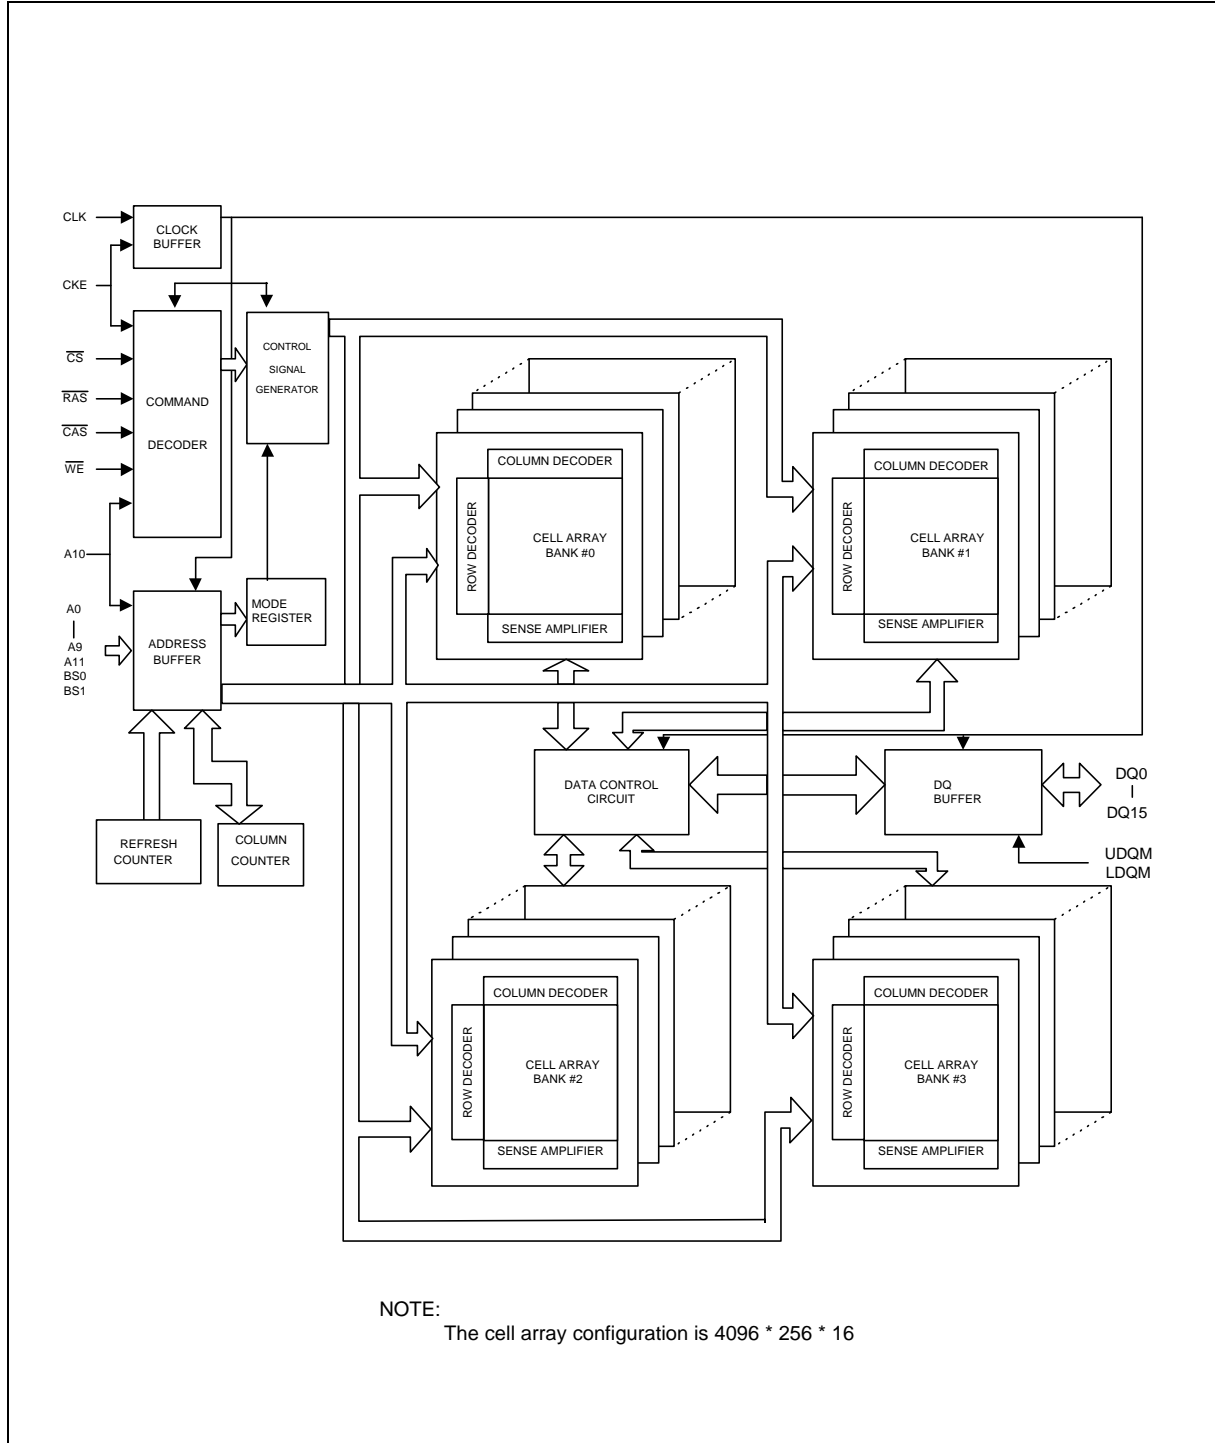 CLK
CLOCK
BUFFER
CKE
CONTROL
SIGNAL
GENERATOR
C̅S̅
R̅A̅S̅
COMMAND
C̅A̅S̅
DECODER
W̅E̅
A10
COLUMN DECODER
ROW DECODER
CELL ARRAY
BANK #0
SENSE AMPLIFIER
COLUMN DECODER
ROW DECODER
CELL ARRAY
BANK #1
SENSE AMPLIFIER
MODE
REGISTER
A0
A9
A11
BS0
BS1
ADDRESS
BUFFER
DATA CONTROL
CIRCUIT
DQ
BUFFER
DQ0
DQ15
REFRESH
COUNTER
COLUMN
COUNTER
UDQM
LDQM
COLUMN DECODER
ROW DECODER
CELL ARRAY
BANK #2
SENSE AMPLIFIER
COLUMN DECODER
ROW DECODER
CELL ARRAY
BANK #3
SENSE AMPLIFIER
NOTE:
The cell array configuration is 4096 * 256 * 16